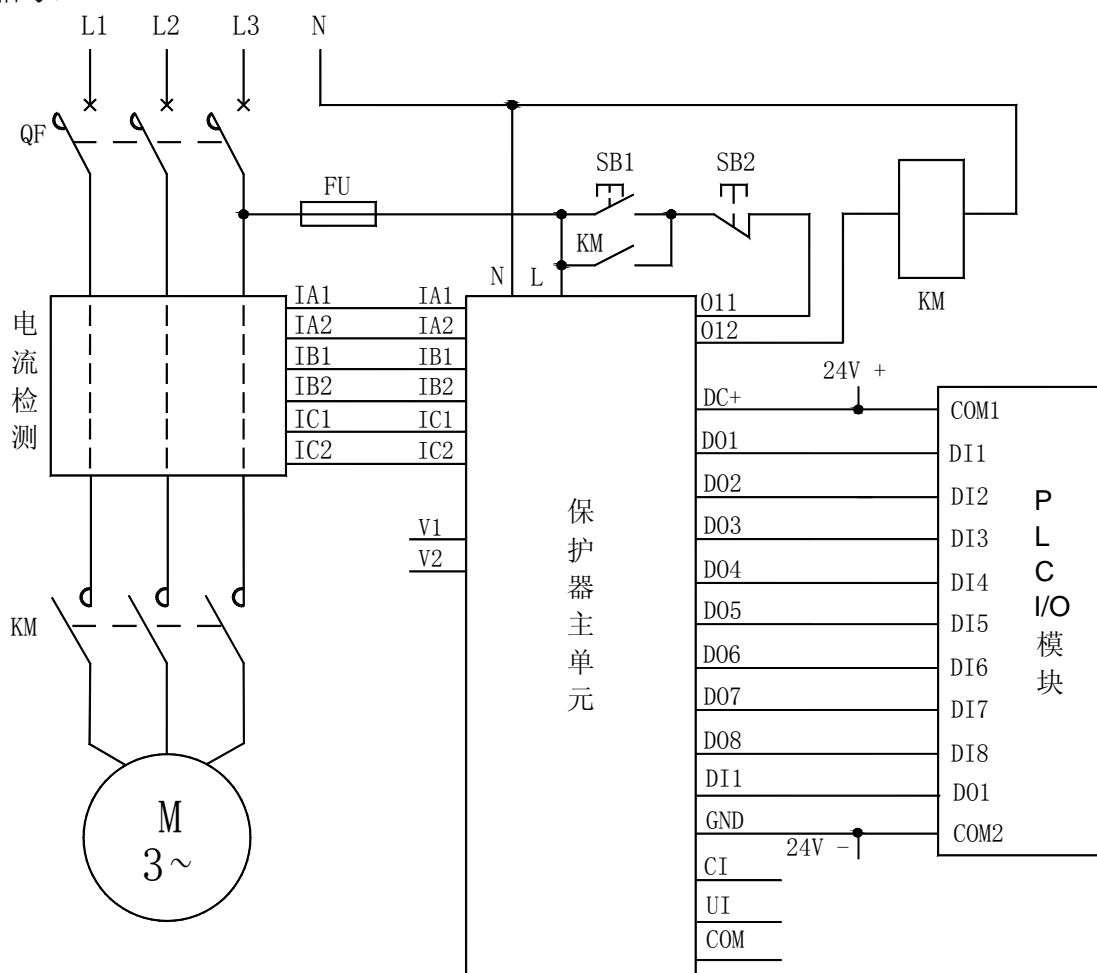 L1 L2 L3 N
QF
FU
SB1 SB2
KM
KM
N L
电流检测
IA1 IA1
IA2 IA2
IB1 IB1
IB2 IB2
IC1 IC1
IC2 IC2
V1
V2
KM
M
3~
保护器主单元
O11
O12
24V +
DC+ COM1
DO1 DI1
DO2 DI2
DO3 DI3
DO4 DI4
DO5 DI5
DO6 DI6
DO7 DI7
DO8 DI8
DI1 DO1
GND COM2
24V -
CI
UI
COM
PLC I/O模块